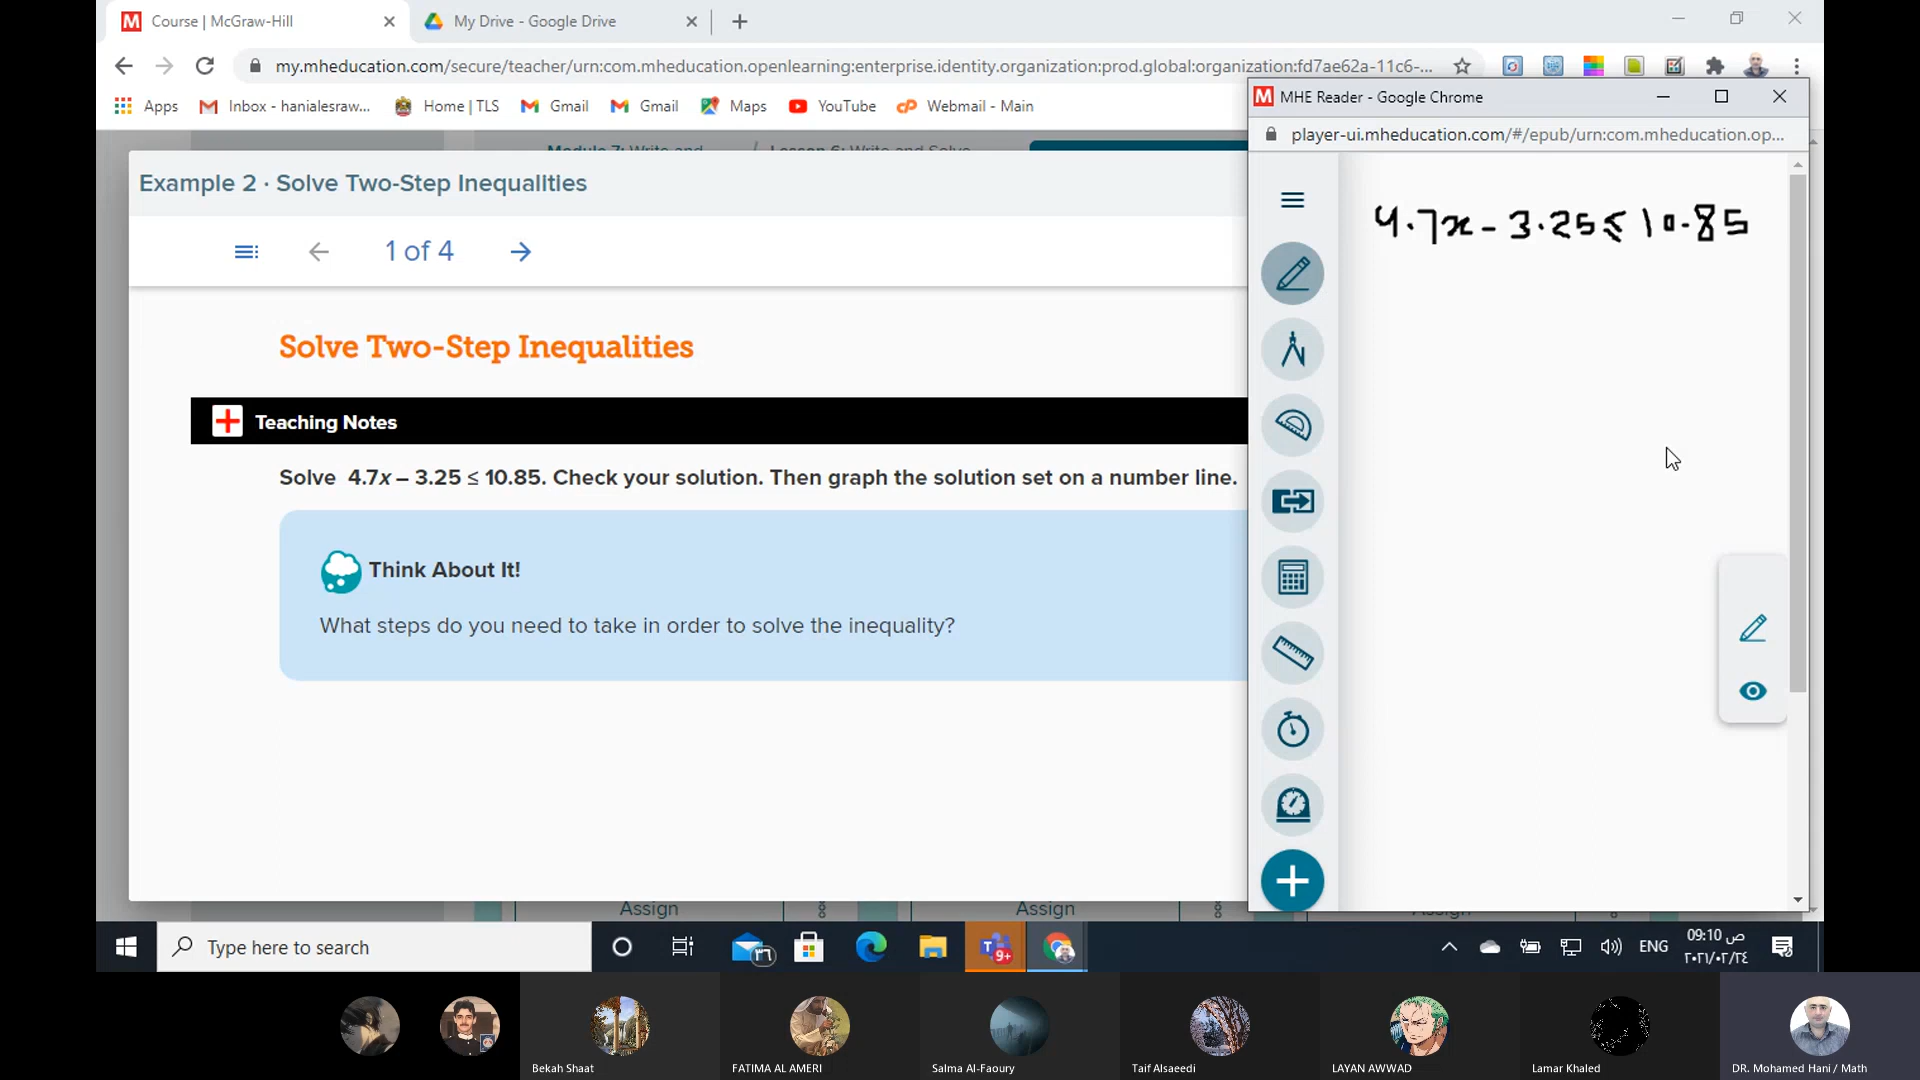 Course | McGraw-Hill
My Drive - Google Drive
my.mheducation.com/secure/teacher/urn:com.mheducation.openlearning:enterprise.identity.organization:prod.global:organization:fd7ae62a-11c6-...
Apps
Inbox - hanialesraw...
Home | TLS
Gmail
Gmail
Maps
YouTube
Webmail - Main
Example 2 · Solve Two-Step Inequalities
1 of 4
Solve Two-Step Inequalities
Teaching Notes
Solve 4.7x – 3.25 ≤ 10.85. Check your solution. Then graph the solution set on a number line.
Think About It!
What steps do you need to take in order to solve the inequality?
Assign
Assign
MHE Reader - Google Chrome
player-ui.mheducation.com/#/epub/urn:com.mheducation.op...
4.7x - 3.25 ≤ 10.85
Type here to search
9+
ENG
09:10 ص
٢٠٢١/٠٢/٢٤
Bekah Shaat
FATIMA AL AMERI
Salma Al-Faoury
Taif Alsaeedi
LAYAN AWWAD
Lamar Khaled
DR. Mohamed Hani / Math